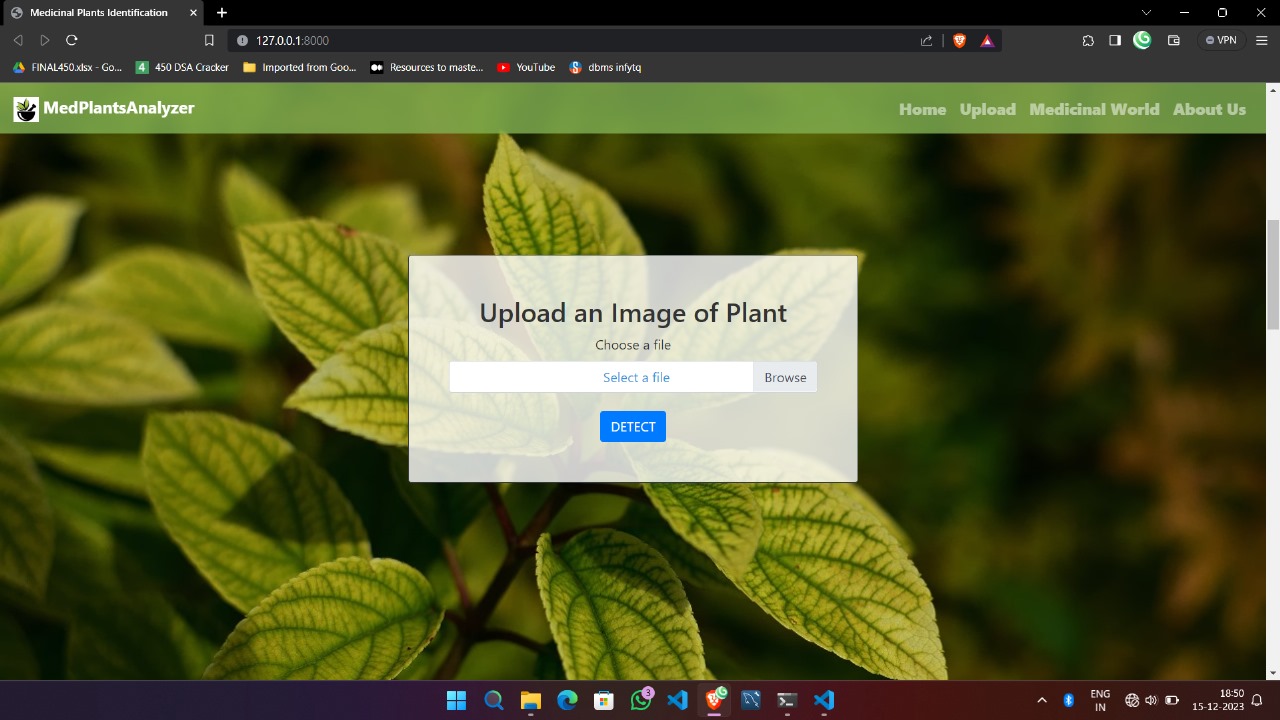 Medicinal Plants Identification
127.0.0.1:8000
VPN
FINAL450.xlsx - Go...
4 450 DSA Cracker
Imported from Goo...
Resources to maste...
YouTube
dbms infytq
MedPlantsAnalyzer
Home Upload Medicinal World About Us
Upload an Image of Plant
Choose a file
Select a file Browse
DETECT
3
ENG
IN
18:50
15-12-2023